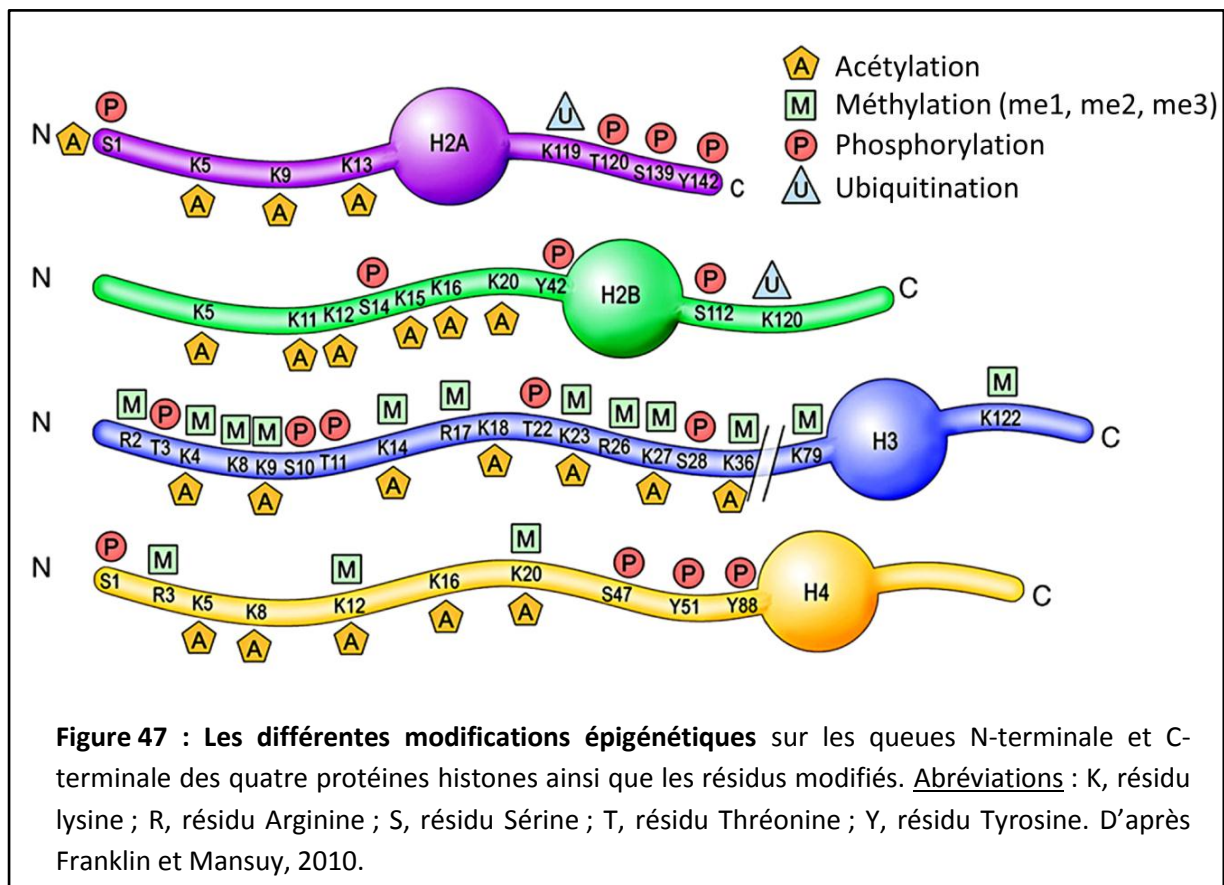 A Acétylation
M Méthylation (me1, me2, me3)
P Phosphorylation
U Ubiquitination
P U P P P
N A S1 K5 K9 K13 H2A K119 T120 S139 Y142 C
A A A
P P P U
N K5 K11 K12 S14 K15 K16 K20 Y42 H2B S112 K120 C
A A A A A A
M P M M M P P M M P M M M P M M M
N R2 T3 K4 K8 K9 S10 T11 K14 R17 K18 T22 K23 R26 K27 S28 K36 K79 H3 K122 C
A A A A A A A
P M M M P P P
N S1 R3 K5 K8 K12 K16 K20 S47 Y51 Y88 H4 C
A A A A A
Figure 47 : Les différentes modifications épigénétiques sur les queues N-terminale et C-
terminale des quatre protéines histones ainsi que les résidus modifiés. Abréviations : K, résidu
lysine ; R, résidu Arginine ; S, résidu Sérine ; T, résidu Thréonine ; Y, résidu Tyrosine. D’après
Franklin et Mansuy, 2010.